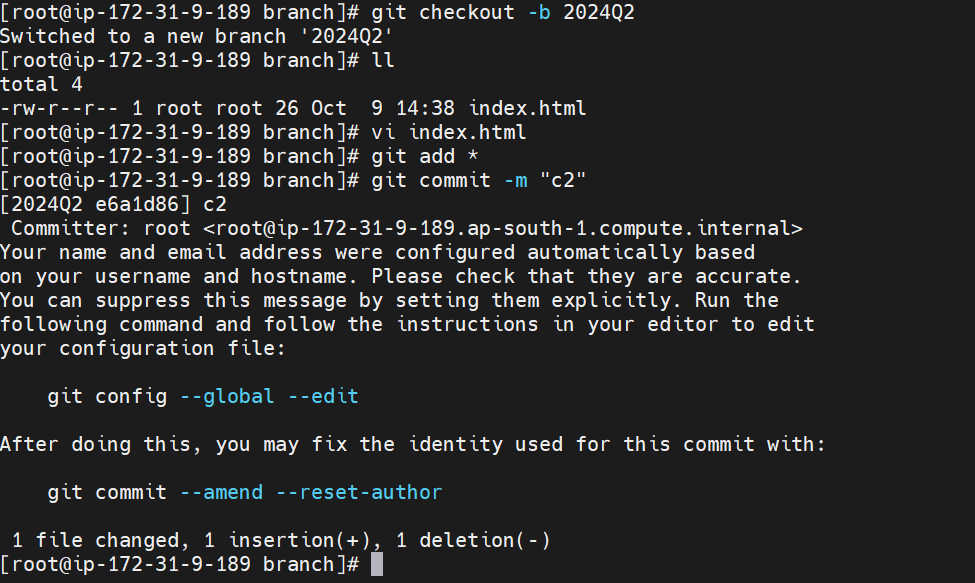 [root@ip-172-31-9-189 branch]# git checkout -b 2024Q2
Switched to a new branch '2024Q2'
[root@ip-172-31-9-189 branch]# ll
total 4
-rw-r--r-- 1 root root 26 Oct  9 14:38 index.html
[root@ip-172-31-9-189 branch]# vi index.html
[root@ip-172-31-9-189 branch]# git add *
[root@ip-172-31-9-189 branch]# git commit -m "c2"
[2024Q2 e6a1d86] c2
 Committer: root <root@ip-172-31-9-189.ap-south-1.compute.internal>
Your name and email address were configured automatically based
on your username and hostname. Please check that they are accurate.
You can suppress this message by setting them explicitly. Run the
following command and follow the instructions in your editor to edit
your configuration file:

    git config --global --edit

After doing this, you may fix the identity used for this commit with:

    git commit --amend --reset-author

 1 file changed, 1 insertion(+), 1 deletion(-)
[root@ip-172-31-9-189 branch]#